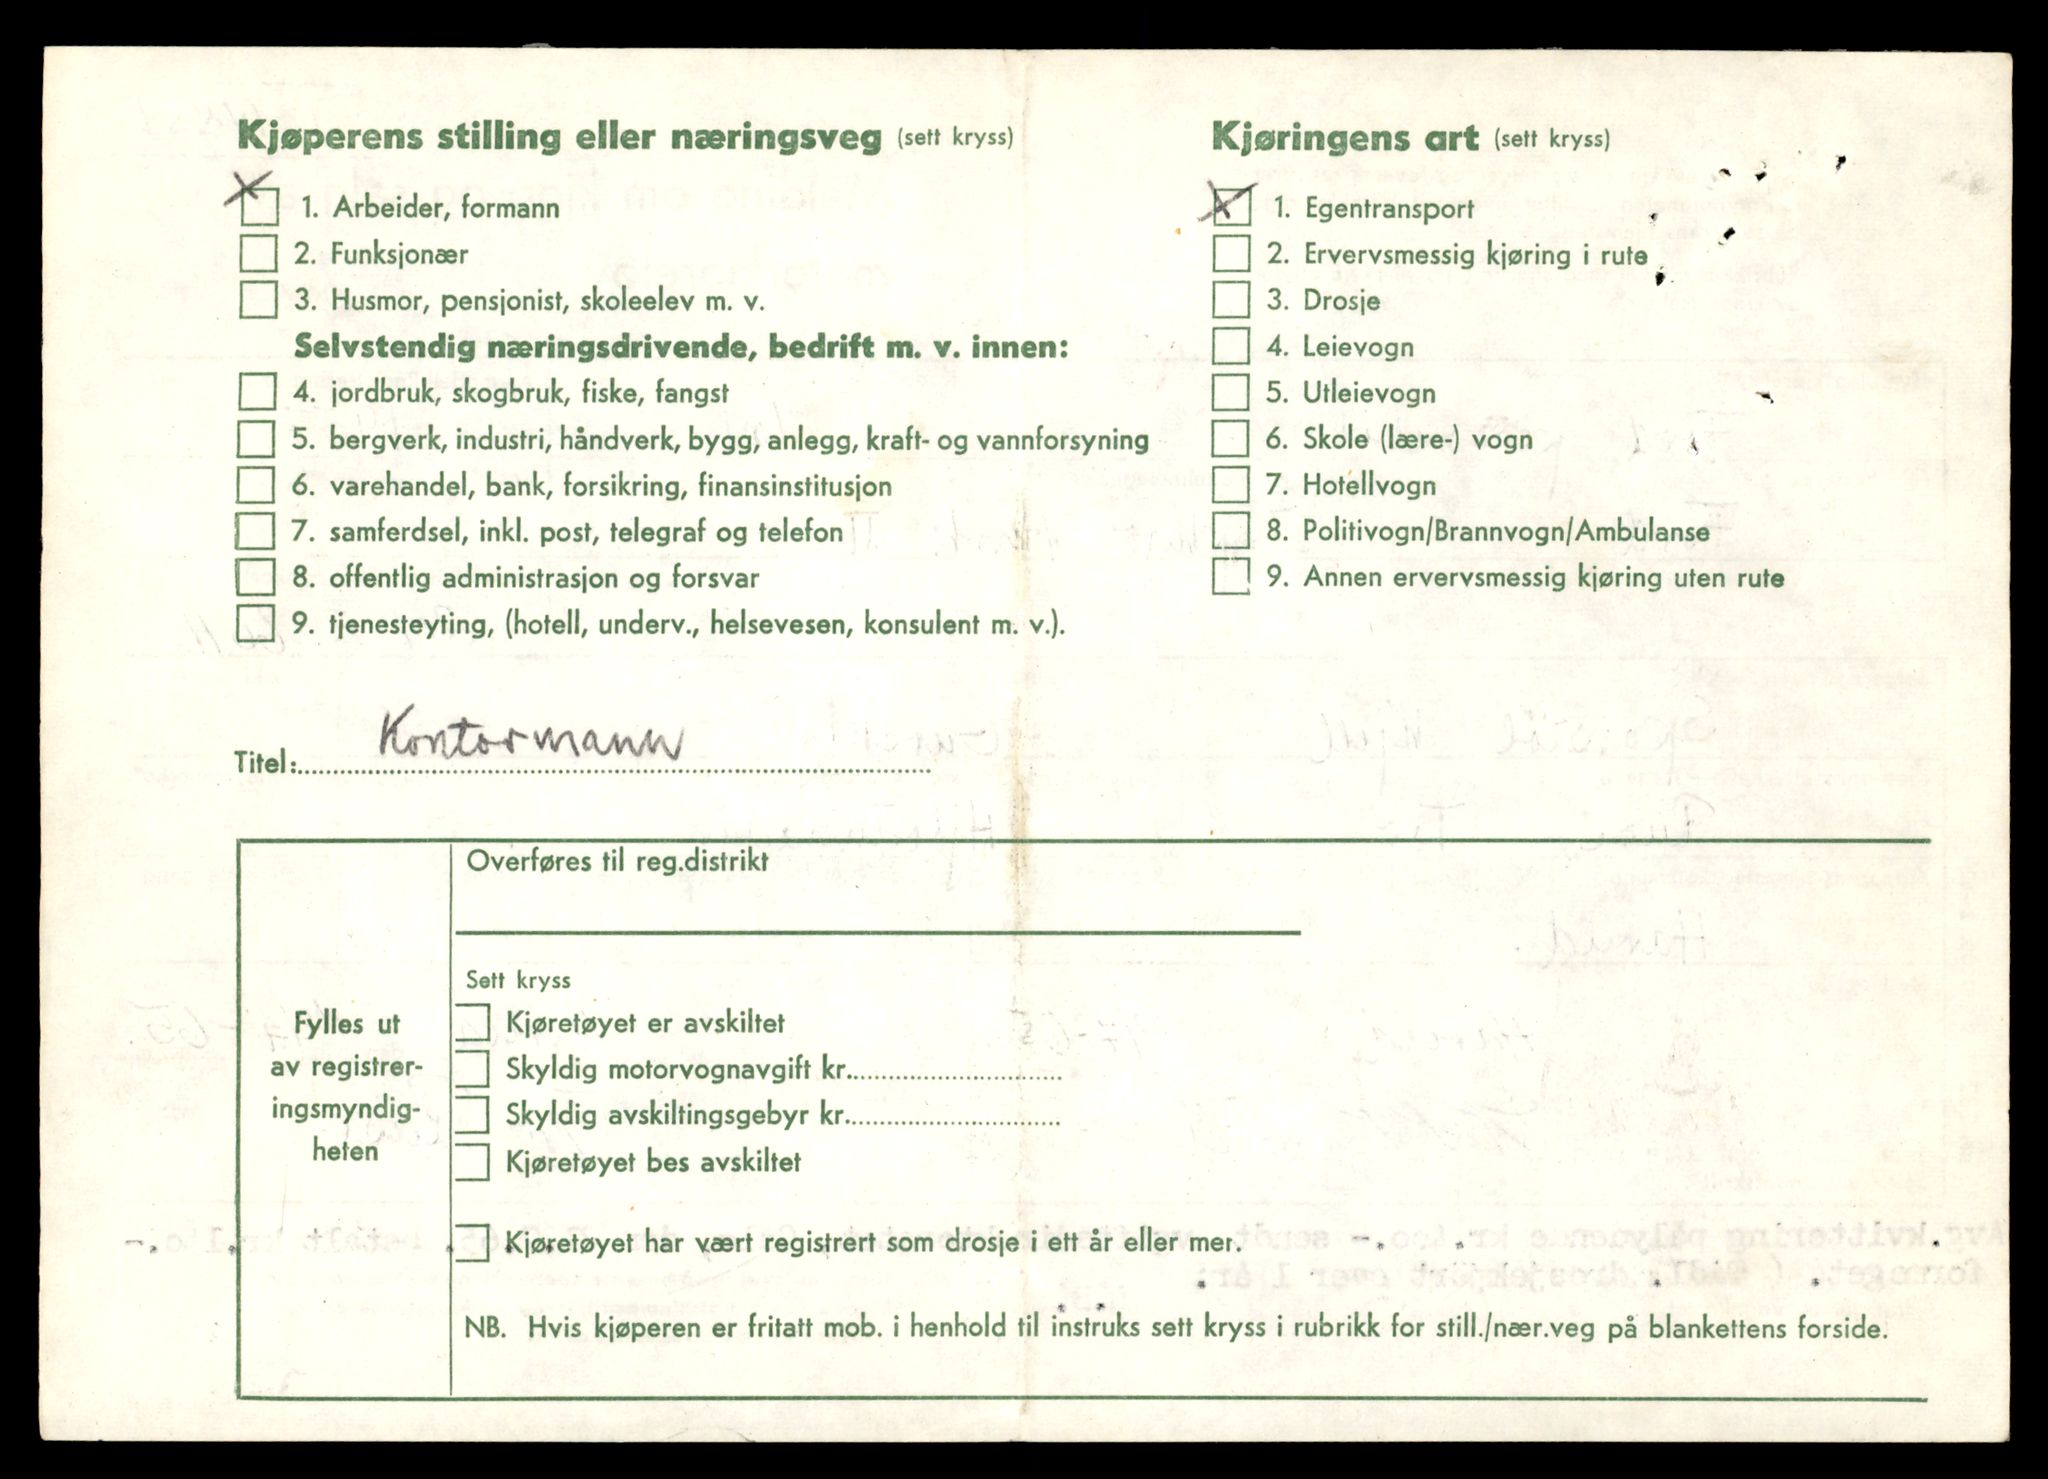 Kjøperens stilling eller næringsveg (sett kryss)
1. Arbeider, formann
2. Funksjonær
3. Husmor, pensjonist, skoleelev m. v.
Selvstendig næringsdrivende, bedrift m. v. innen:
4. jordbruk, skogbruk, fiske, fangst
5. bergverk, industri, håndverk, bygg, anlegg, kraft- og vannforsyning
6. varehandel, bank, forsikring, finansinstitusjon
7. samferdsel, inkl. post, telegraf og telefon
8. offentlig administrasjon og forsvar
9. tjenesteyting, (hotell, underv., helsevesen, konsulent m. v.).
Kjøringens art (sett kryss)
1. Egentransport
2. Ervervsmessig kjøring i rute
3. Drosje
4. Leievogn
5. Utleievogn
6. Skole (lære-) vogn
7. Hotellvogn
8. Politivogn/Brannvogn/Ambulanse
9. Annen ervervsmessig kjøring uten rute
Titel: Kontormann
Fylles ut
av registrer-
ingsmyndig-
heten
Overføres til reg.distrikt
Sett kryss
Kjøretøyet er avskiltet
Skyldig motorvognavgift kr.
Skyldig avskiltingsgebyr kr.
Kjøretøyet bes avskiltet
Kjøretøyet har vært registrert som drosje i ett år eller mer.
NB. Hvis kjøperen er fritatt mob. i henhold til instruks sett kryss i rubrikk for still./nær.veg på blankettens forside.